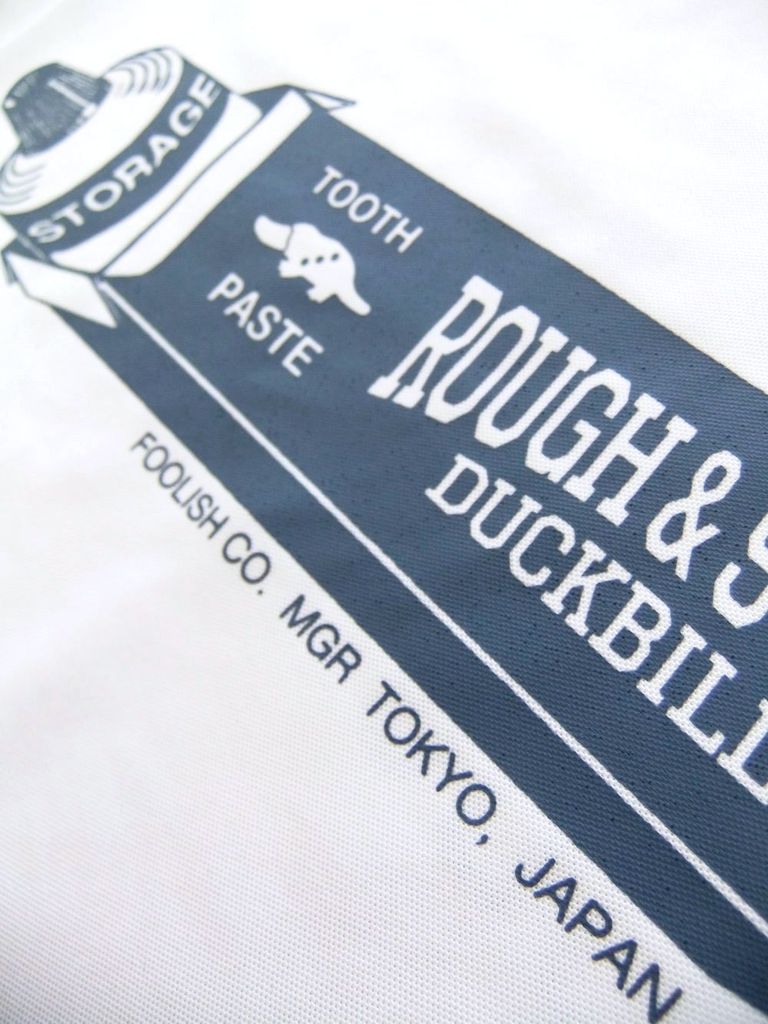 STORAGE
TOOTH
PASTE
ROUGH &
DUCKBILL
FOOLISH CO. MGR TOKYO, JAPAN